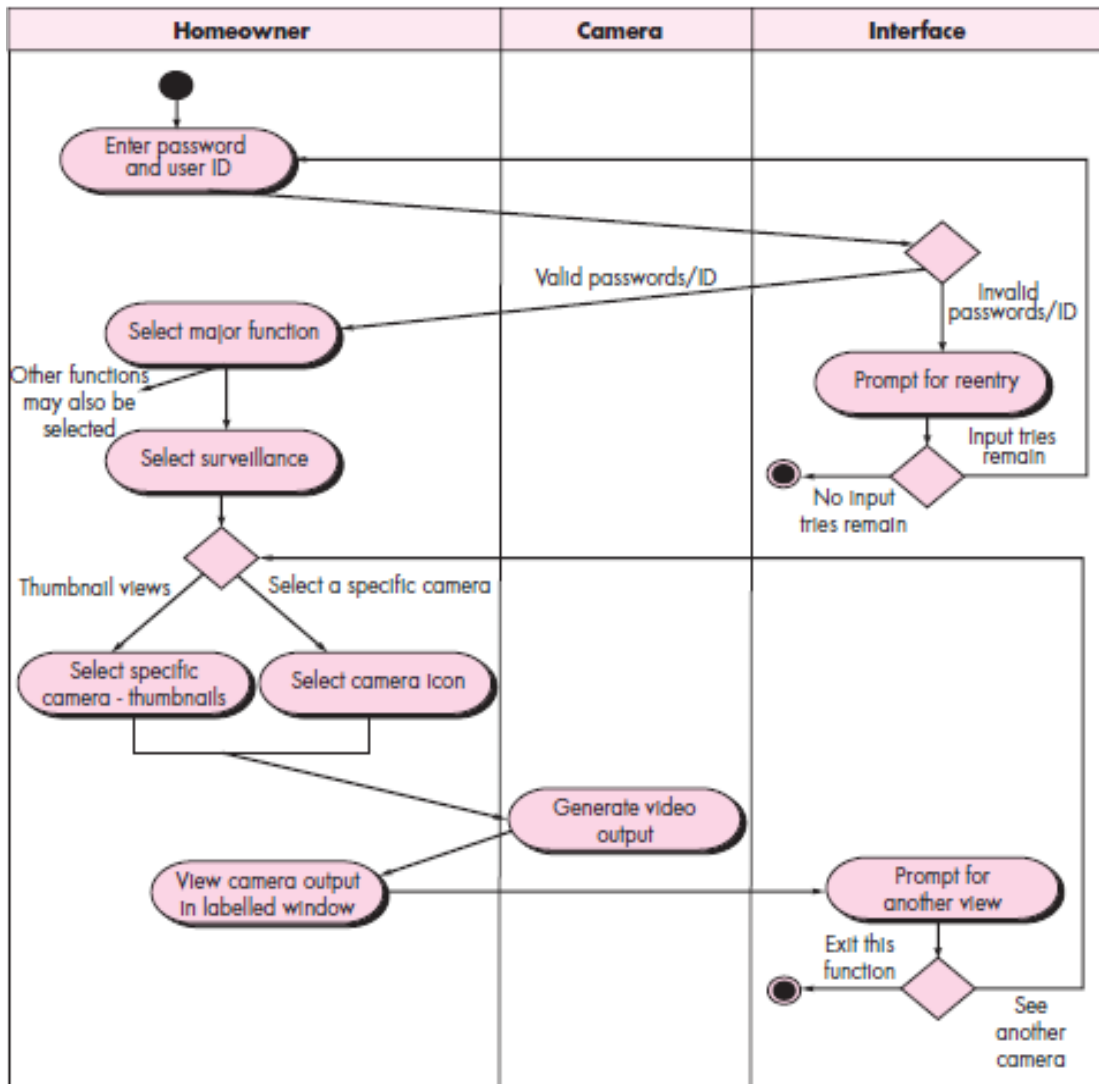 Homeowner
Camera
Interface
Enter password
and user ID
Valid passwords/ID
Invalid
passwords/ID
Select major function
Prompt for reentry
Other functions
may also be
selected
Input tries
remain
Select surveillance
No input
tries remain
Thumbnail views
Select a specific camera
Select specific
camera - thumbnails
Select camera icon
Generate video
output
View camera output
in labelled window
Prompt for
another view
Exit this
function
See
another
camera